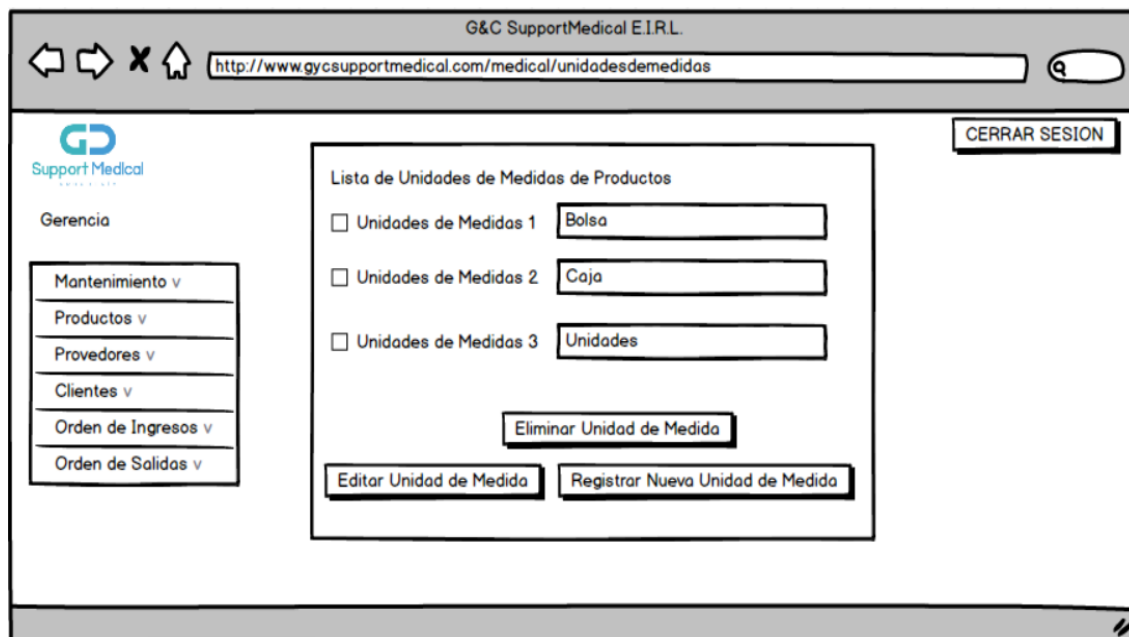 G&C SupportMedical E.I.R.L.
http://www.gycsupportmedical.com/medical/unidadesdemedidas
CERRAR SESION
Support Medical
Gerencia
Mantenimiento v
Productos v
Provedores v
Clientes v
Orden de Ingresos v
Orden de Salidas v
Lista de Unidades de Medidas de Productos
Unidades de Medidas 1 Bolsa
Unidades de Medidas 2 Caja
Unidades de Medidas 3 Unidades
Eliminar Unidad de Medida
Editar Unidad de Medida Registrar Nueva Unidad de Medida